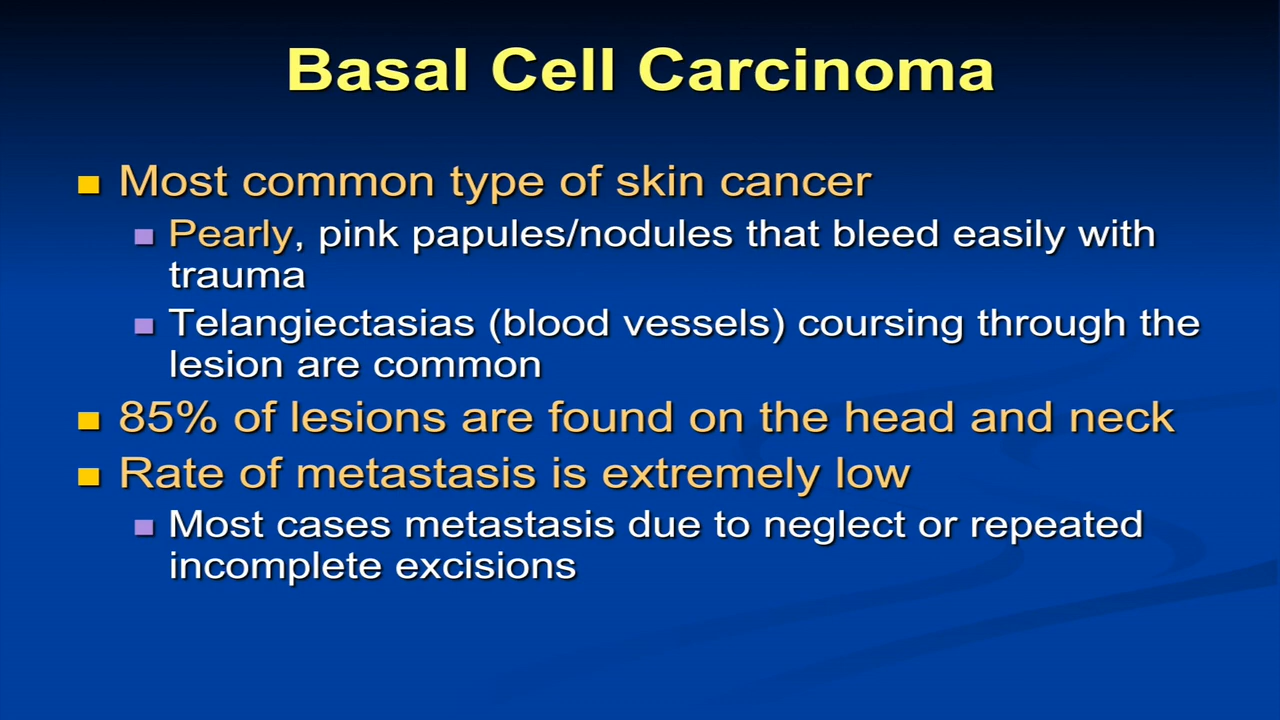 Basal Cell Carcinoma
Most common type of skin cancer
Pearly, pink papules/nodules that bleed easily with
trauma
Telangiectasias (blood vessels) coursing through the
lesion are common
85% of lesions are found on the head and neck
Rate of metastasis is extremely low
Most cases metastasis due to neglect or repeated
incomplete excisions